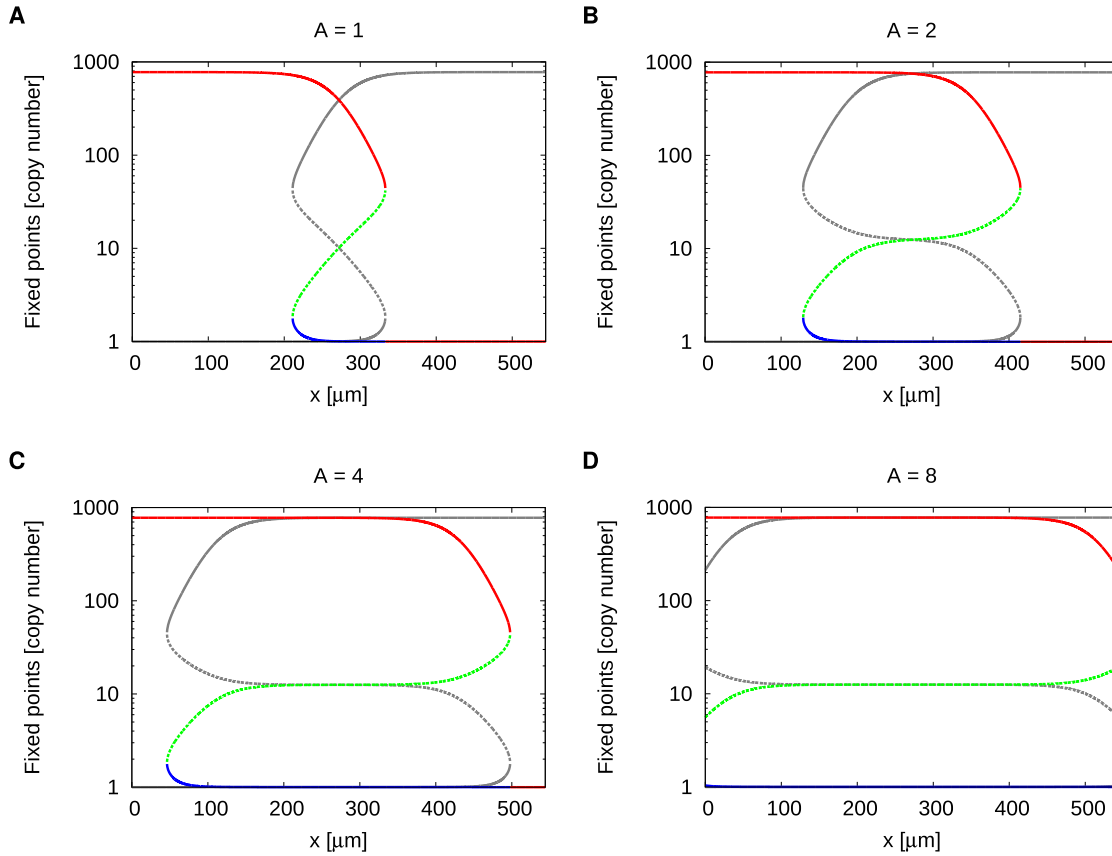 A
A = 1
Fixed points [copy number]
1000
100
10
1
0 100 200 300 400 500
x [μm]
B
A = 2
Fixed points [copy number]
1000
100
10
1
0 100 200 300 400 500
x [μm]
C
A = 4
Fixed points [copy number]
1000
100
10
1
0 100 200 300 400 500
x [μm]
D
A = 8
Fixed points [copy number]
1000
100
10
1
0 100 200 300 400 500
x [μm]